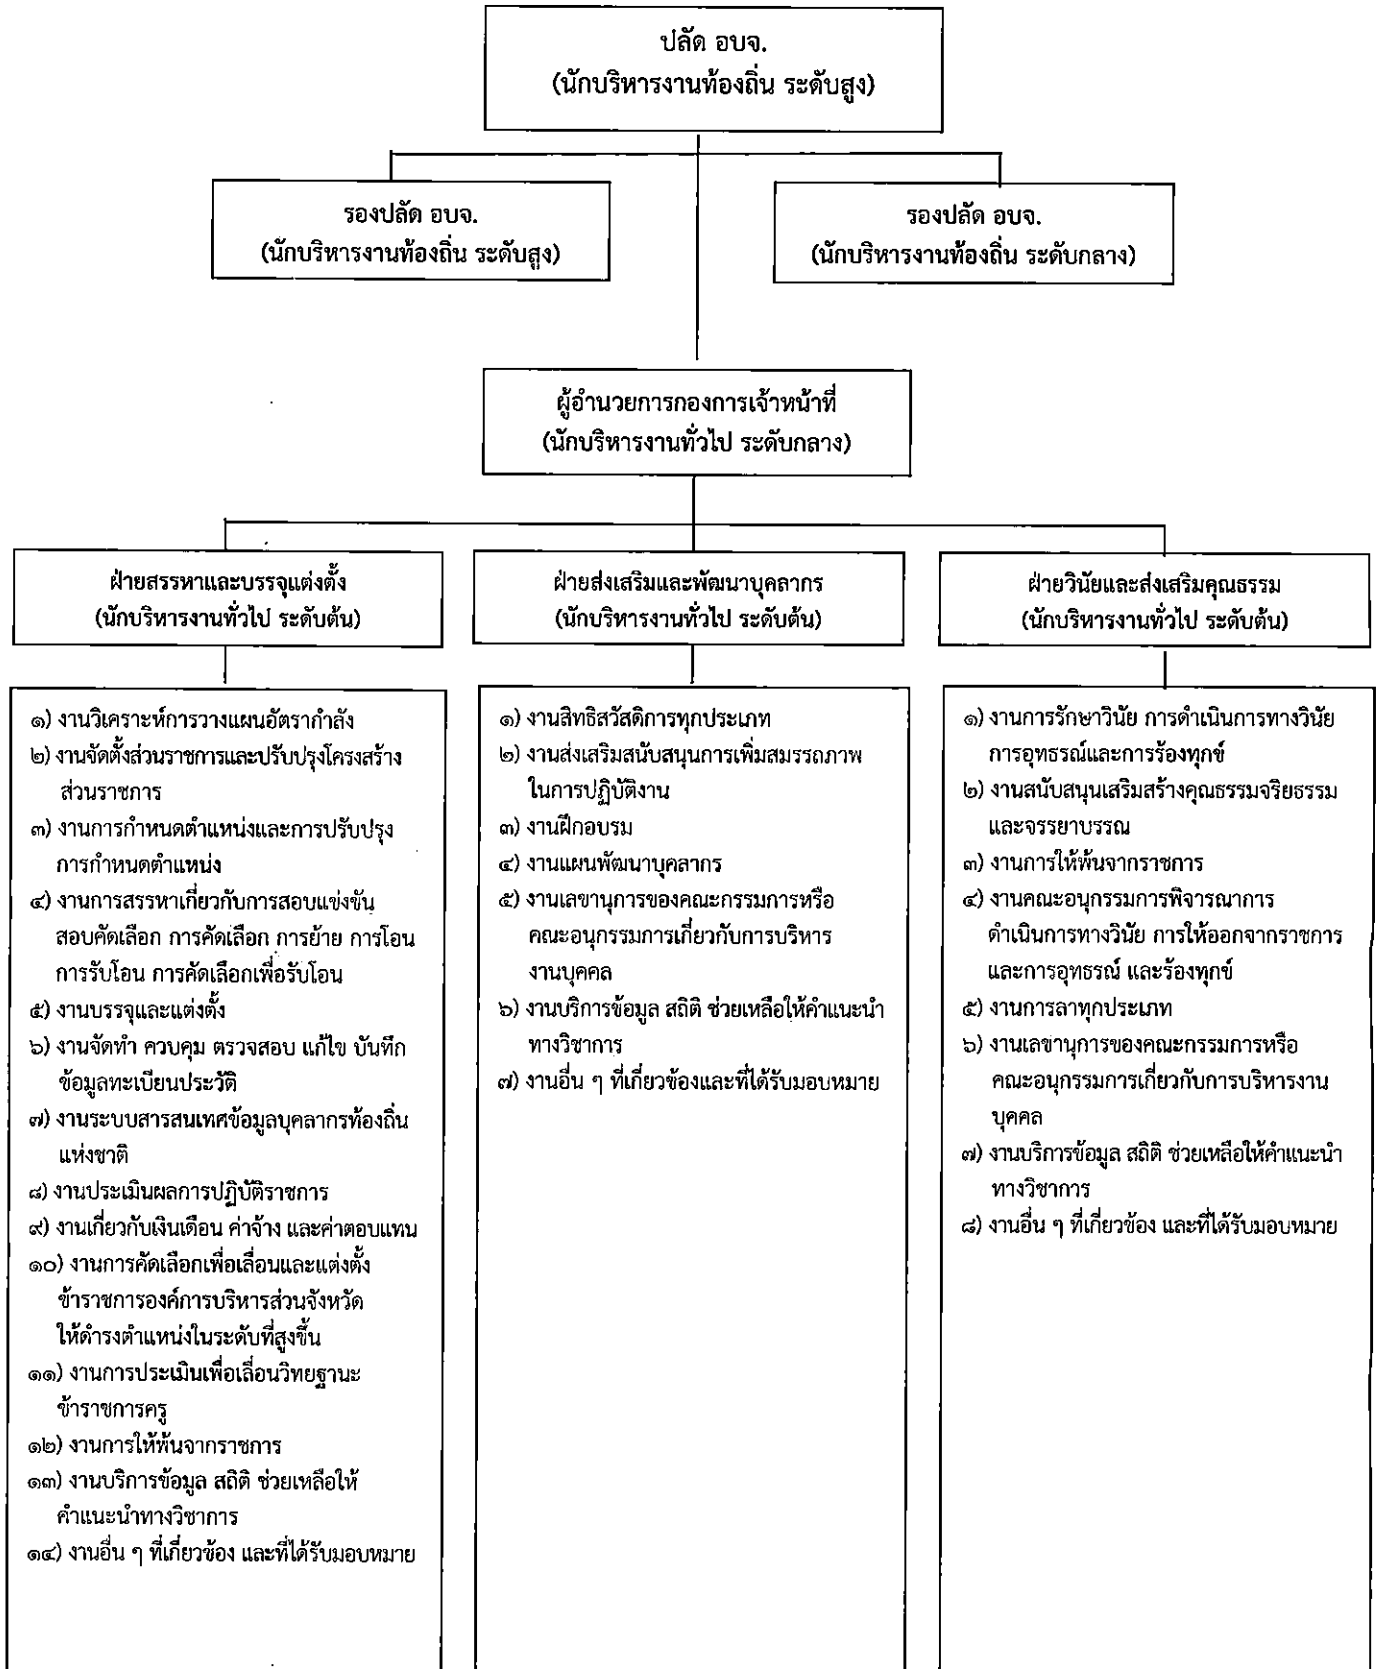 ปลัด อบจ.
(นักบริหารงานท้องถิ่น ระดับสูง)
รองปลัด อบจ.
(นักบริหารงานท้องถิ่น ระดับสูง)
รองปลัด อบจ.
(นักบริหารงานท้องถิ่น ระดับกลาง)
ผู้อำนวยการกองการเจ้าหน้าที่
(นักบริหารงานทั่วไป ระดับกลาง)
ฝ่ายสรรหาและบรรจุแต่งตั้ง
(นักบริหารงานทั่วไป ระดับต้น)
ฝ่ายส่งเสริมและพัฒนาบุคลากร
(นักบริหารงานทั่วไป ระดับต้น)
ฝ่ายวินัยและส่งเสริมคุณธรรม
(นักบริหารงานทั่วไป ระดับต้น)
๑) งานวิเคราะห์การวางแผนอัตรากำลัง
๒) งานจัดตั้งส่วนราชการและปรับปรุงโครงสร้าง
ส่วนราชการ
๓) งานการกำหนดตำแหน่งและการปรับปรุง
การกำหนดตำแหน่ง
๔) งานการสรรหาเกี่ยวกับการสอบแข่งขัน
สอบคัดเลือก การคัดเลือก การย้าย การโอน
การรับโอน การคัดเลือกเพื่อรับโอน
๕) งานบรรจุและแต่งตั้ง
๖) งานจัดทำ ควบคุม ตรวจสอบ แก้ไข บันทึก
ข้อมูลทะเบียนประวัติ
๗) งานระบบสารสนเทศข้อมูลบุคลากรท้องถิ่น
แห่งชาติ
๘) งานประเมินผลการปฏิบัติราชการ
๙) งานเกี่ยวกับเงินเดือน ค่าจ้าง และค่าตอบแทน
๑๐) งานการคัดเลือกเพื่อเลื่อนและแต่งตั้ง
ข้าราชการองค์การบริหารส่วนจังหวัด
ให้ดำรงตำแหน่งในระดับที่สูงขึ้น
๑๑) งานการประเมินเพื่อเลื่อนวิทยฐานะ
ข้าราชการครู
๑๒) งานการให้พ้นจากราชการ
๑๓) งานบริการข้อมูล สถิติ ช่วยเหลือให้
คำแนะนำทางวิชาการ
๑๔) งานอื่น ๆ ที่เกี่ยวข้อง และที่ได้รับมอบหมาย
๑) งานสิทธิสวัสดิการทุกประเภท
๒) งานส่งเสริมสนับสนุนการเพิ่มสมรรถภาพ
ในการปฏิบัติงาน
๓) งานฝึกอบรม
๔) งานแผนพัฒนาบุคลากร
๕) งานเลขานุการของคณะกรรมการหรือ
คณะอนุกรรมการเกี่ยวกับการบริหาร
งานบุคคล
๖) งานบริการข้อมูล สถิติ ช่วยเหลือให้คำแนะนำ
ทางวิชาการ
๗) งานอื่น ๆ ที่เกี่ยวข้องและที่ได้รับมอบหมาย
๑) งานการรักษาวินัย การดำเนินการทางวินัย
การอุทธรณ์และการร้องทุกข์
๒) งานสนับสนุนเสริมสร้างคุณธรรมจริยธรรม
และจรรยาบรรณ
๓) งานการให้พ้นจากราชการ
๔) งานคณะอนุกรรมการพิจารณาการ
ดำเนินการทางวินัย การให้ออกจากราชการ
และการอุทธรณ์ และร้องทุกข์
๕) งานการลาทุกประเภท
๖) งานเลขานุการของคณะกรรมการหรือ
คณะอนุกรรมการเกี่ยวกับการบริหารงาน
บุคคล
๗) งานบริการข้อมูล สถิติ ช่วยเหลือให้คำแนะนำ
ทางวิชาการ
๘) งานอื่น ๆ ที่เกี่ยวข้อง และที่ได้รับมอบหมาย